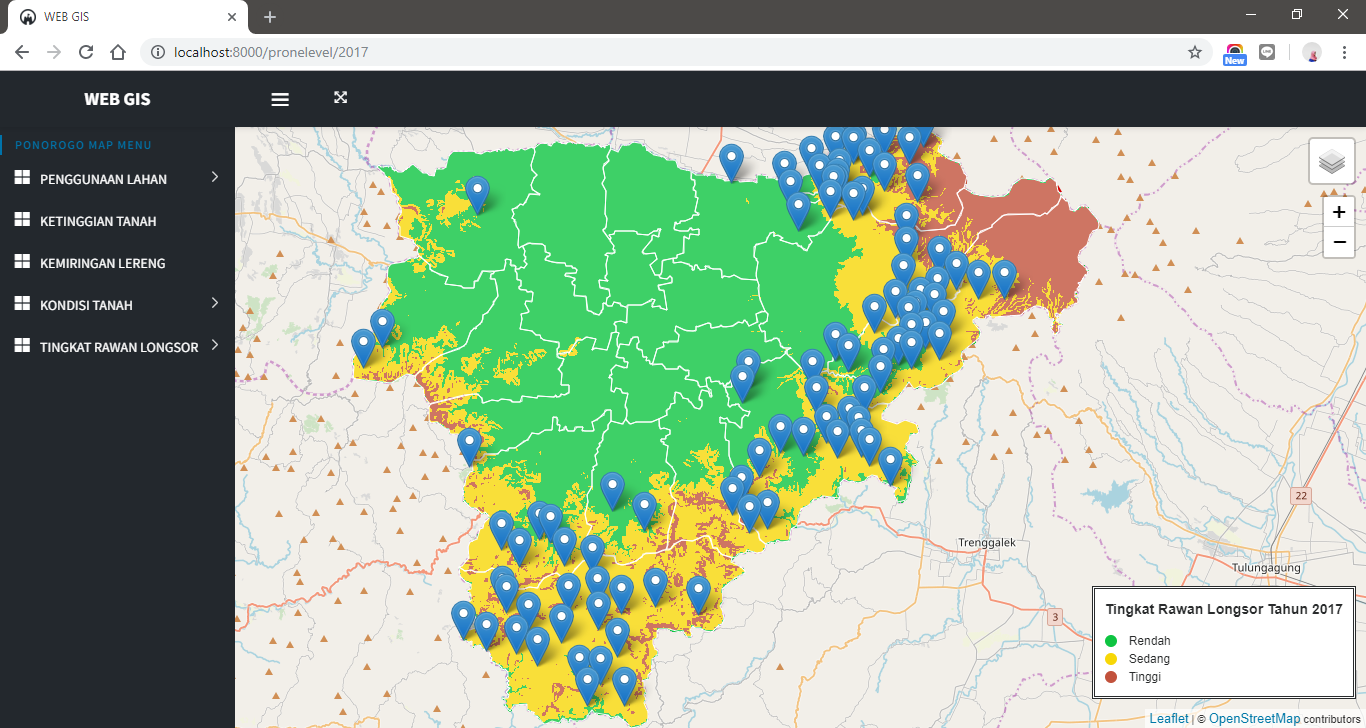 WEB GIS
localhost:8000/pronelevel/2017
New
WEB GIS
PONOROGO MAP MENU
PENGGUNAAN LAHAN
KETINGGIAN TANAH
KEMIRINGAN LERENG
KONDISI TANAH
TINGKAT RAWAN LONGSOR
+
−
22
Trenggalek
Tulungagung
3
Tingkat Rawan Longsor Tahun 2017
Rendah
Sedang
Tinggi
Leaflet | © OpenStreetMap contributors